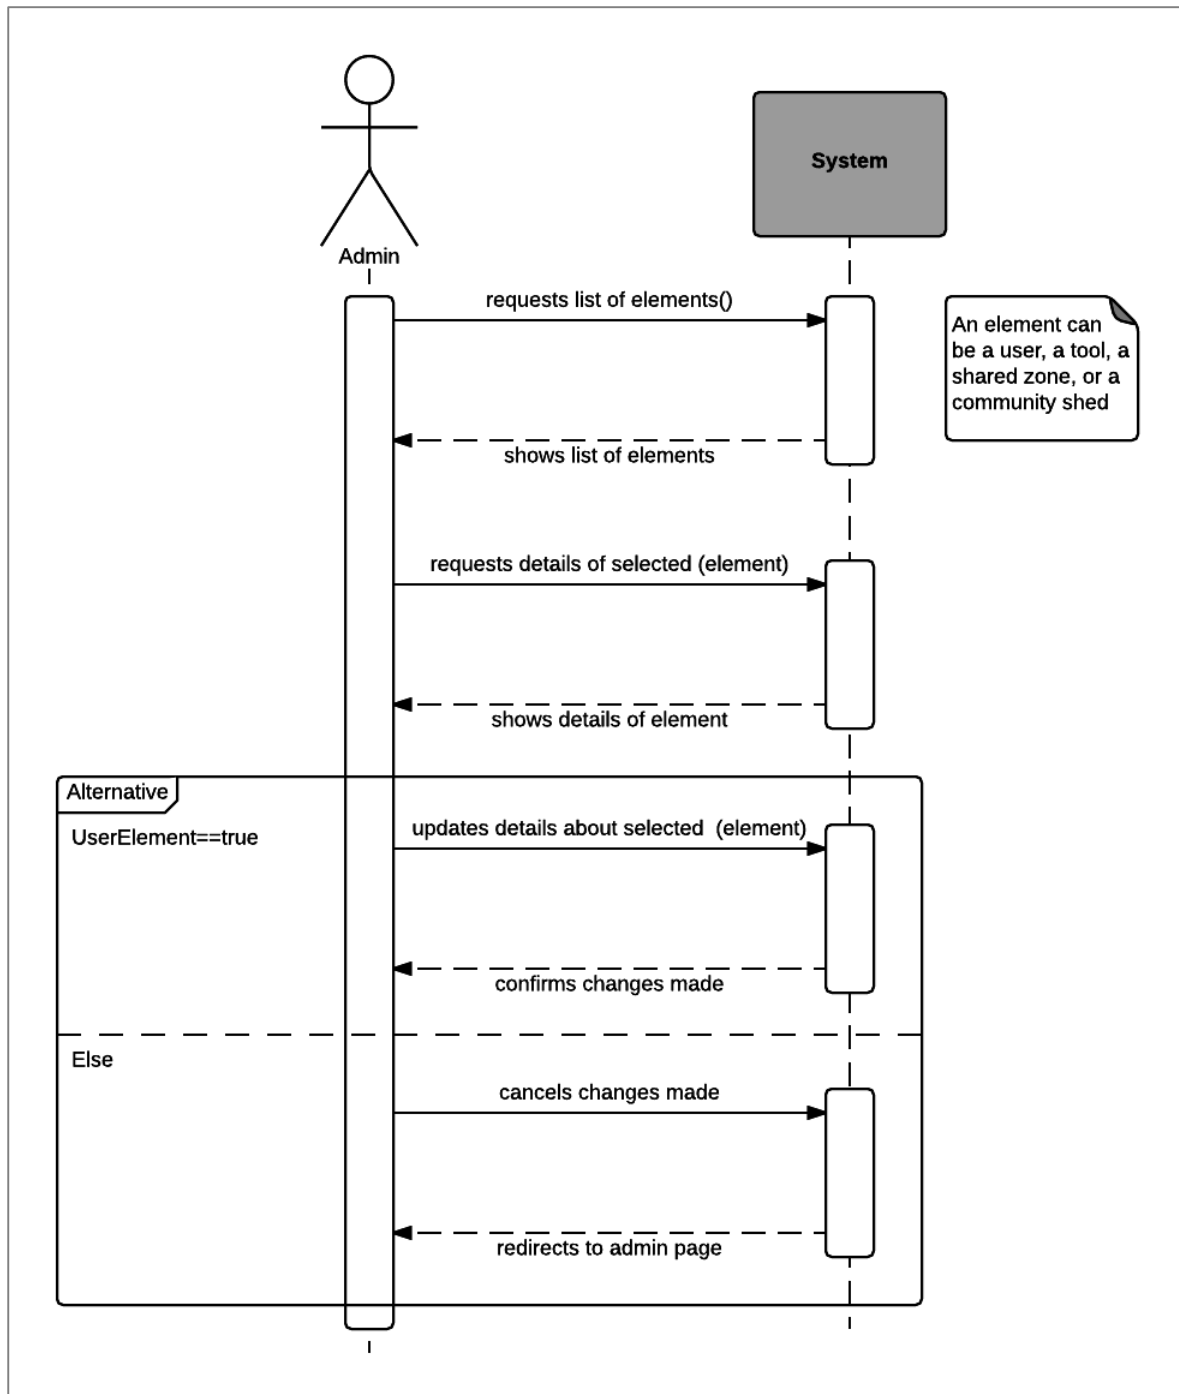 System
Admin
requests list of elements()
An element can
be a user, a tool, a
shared zone, or a
community shed
shows list of elements
requests details of selected (element)
shows details of element
Alternative
UserElement==true
updates details about selected  (element)
confirms changes made
Else
cancels changes made
redirects to admin page